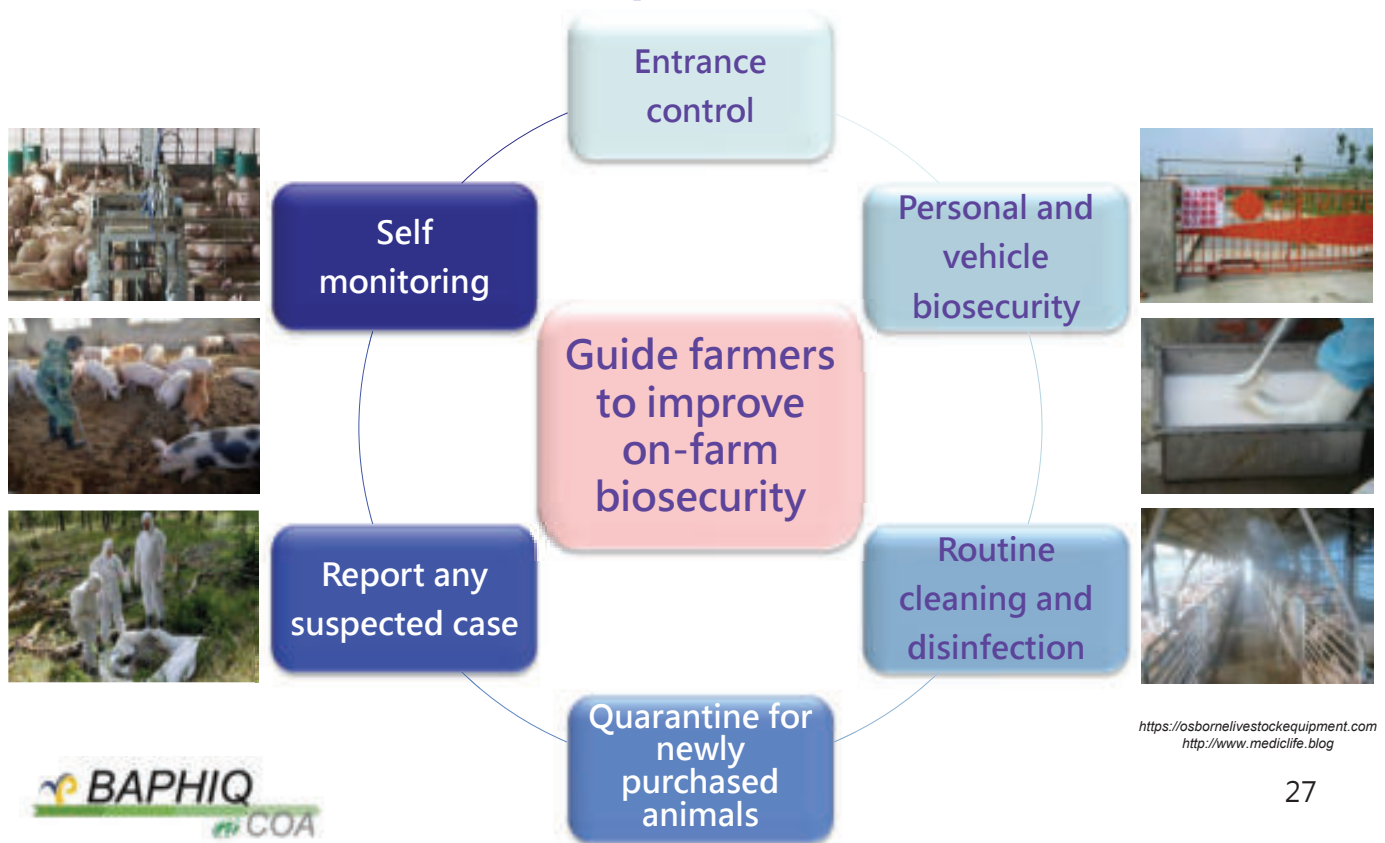 Entrance
control
Personal and
vehicle
biosecurity
Routine
cleaning and
disinfection
Quarantine for
newly
purchased
animals
Report any
suspected case
Self
monitoring
Guide farmers
to improve
on-farm
biosecurity
https://osbornelivestockequipment.com
http://www.mediclife.blog
27
BAPHIQ
COA